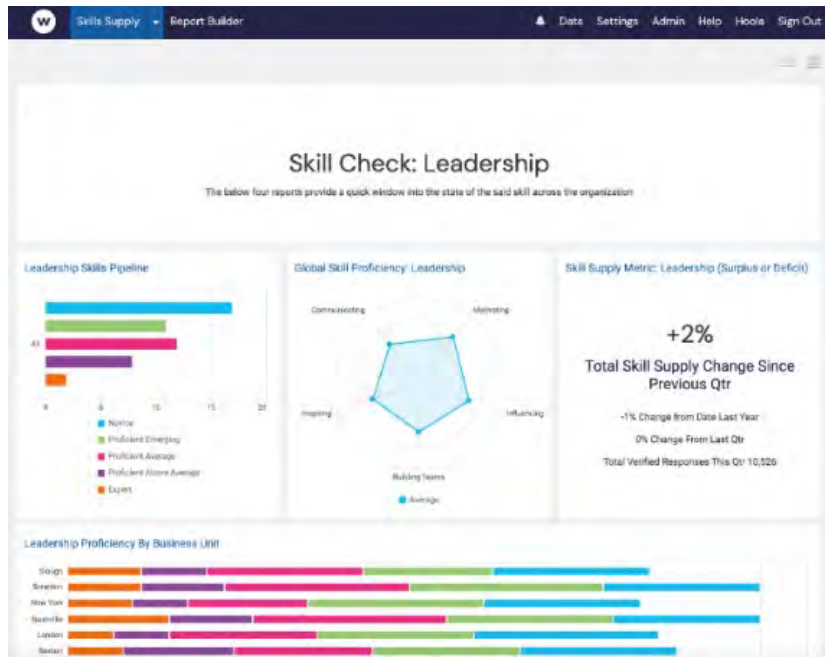 W Skills Supply Report Builder Data Settings Admin Help Hoola Sign Out
Skill Check: Leadership
The below four reports provide a quick window into the state of the said skill across the organization
Leadership Skills Pipeline
All
0 5 10 15 20
Novice
Proficient Emerging
Proficient Average
Proficient Above Average
Expert
Global Skill Proficiency: Leadership
Communicating Motivating
Inspiring Influencing
Building Teams
Average
Skill Supply Metric: Leadership (Surplus or Deficit)
+2%
Total Skill Supply Change Since
Previous Qtr
-1% Change from Date Last Year
0% Change From Last Qtr
Total Verified Responses This Qtr 10,526
Leadership Proficiency By Business Unit
Slough
Scranton
New York
Nashville
London
Boston